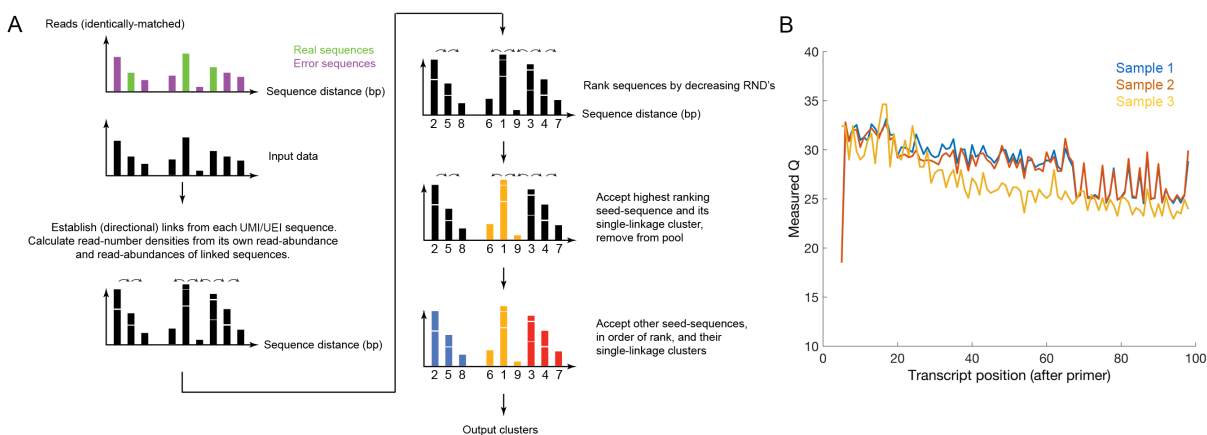 A
Reads (identically-matched)
Real sequences
Error sequences
Sequence distance (bp)
Input data
Establish (directional) links from each UMI/UEI sequence.
Calculate read-number densities from its own read-abundance
and read-abundances of linked sequences.
Sequence distance (bp)
Rank sequences by decreasing RND's
Sequence distance (bp)
2 5 8 6 1 9 3 4 7
Accept highest ranking
seed-sequence and its
single-linkage cluster,
remove from pool
2 5 8 6 1 9 3 4 7
Accept other seed-sequences,
in order of rank, and their
single-linkage clusters
2 5 8 6 1 9 3 4 7
Output clusters
B
Sample 1
Sample 2
Sample 3
40
35
30
25
20
15
10
Measured Q
0 20 40 60 80 100
Transcript position (after primer)